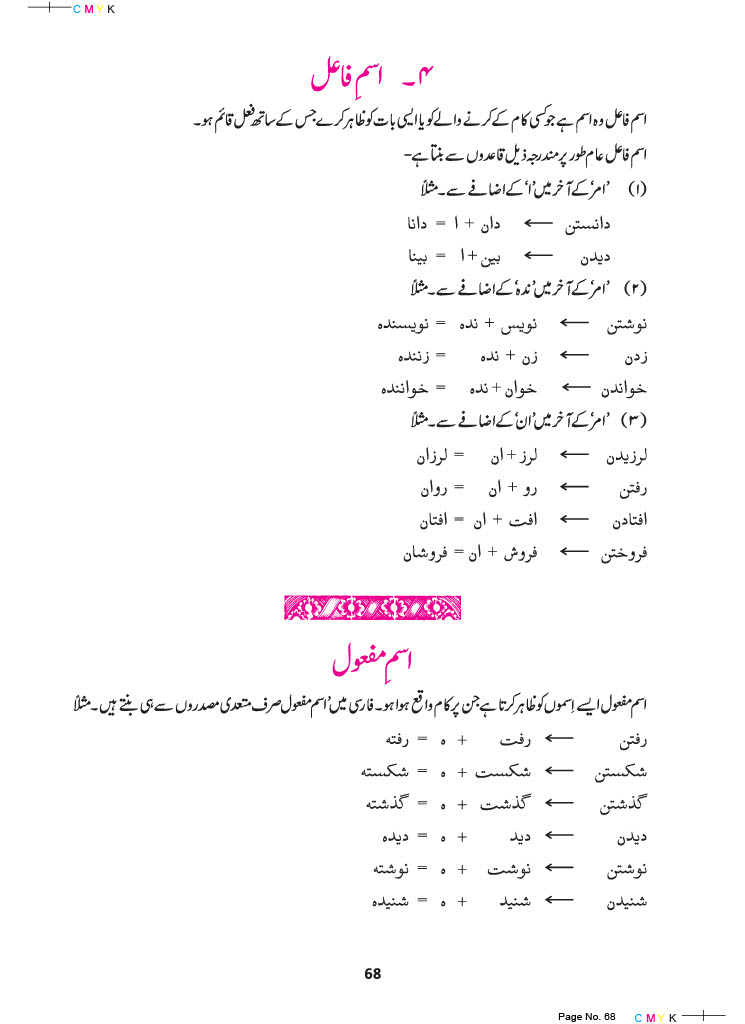 C M Y K
۴۔ اسمِ فاعل
اسم فاعل وہ اسم ہے جو کسی کام کے کرنے والے کو یا ایسی بات کو ظاہر کرے جس کے ساتھ فعل قائم ہو۔
اسم فاعل عام طور پر مندرجہ ذیل قاعدوں سے بنتا ہے–
(۱) ’امر‘ کے آخر میں ’ا‘ کے اضافے سے۔ مثلاً
دانستن ← دان + ا = دانا
دیدن ← بین + ا = بینا
(۲) ’امر‘ کے آخر میں ’ندہ‘ کے اضافے سے۔ مثلاً
نوشتن ← نویس + ندہ = نویسندہ
زدن ← زن + ندہ = زنندہ
خواندن ← خوان + ندہ = خوانندہ
(۳) ’امر‘ کے آخر میں ’ان‘ کے اضافے سے۔ مثلاً
لرزیدن ← لرز + ان = لرزان
رفتن ← رو + ان = روان
افتادن ← افت + ان = افتان
فروختن ← فروش + ان = فروشان
اسمِ مفعول
اسم مفعول ایسے اِسموں کو ظاہر کرتا ہے جن پر کام واقع ہوا ہو۔ فارسی میں ’اسم مفعول صرف متعدی مصدروں سے ہی بنتے ہیں۔ مثلاً
رفتن ← رفت + ہ = رفتہ
شکستن ← شکست + ہ = شکستہ
گذشتن ← گذشت + ہ = گذشتہ
دیدن ← دید + ہ = دیدہ
نوشتن ← نوشت + ہ = نوشتہ
شنیدن ← شنید + ہ = شنیدہ
68
Page No. 68 C M Y K